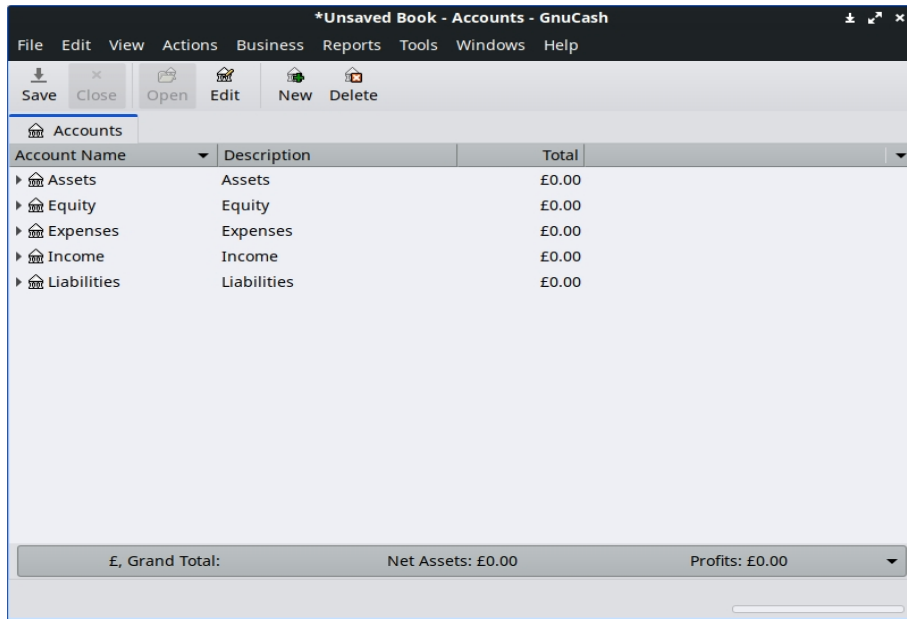 *Unsaved Book - Accounts - GnuCash
File Edit View Actions Business Reports Tools Windows Help
Save Close Open Edit New Delete
Accounts
Account Name Description Total
Assets Assets £0.00
Equity Equity £0.00
Expenses Expenses £0.00
Income Income £0.00
Liabilities Liabilities £0.00
£, Grand Total: Net Assets: £0.00 Profits: £0.00